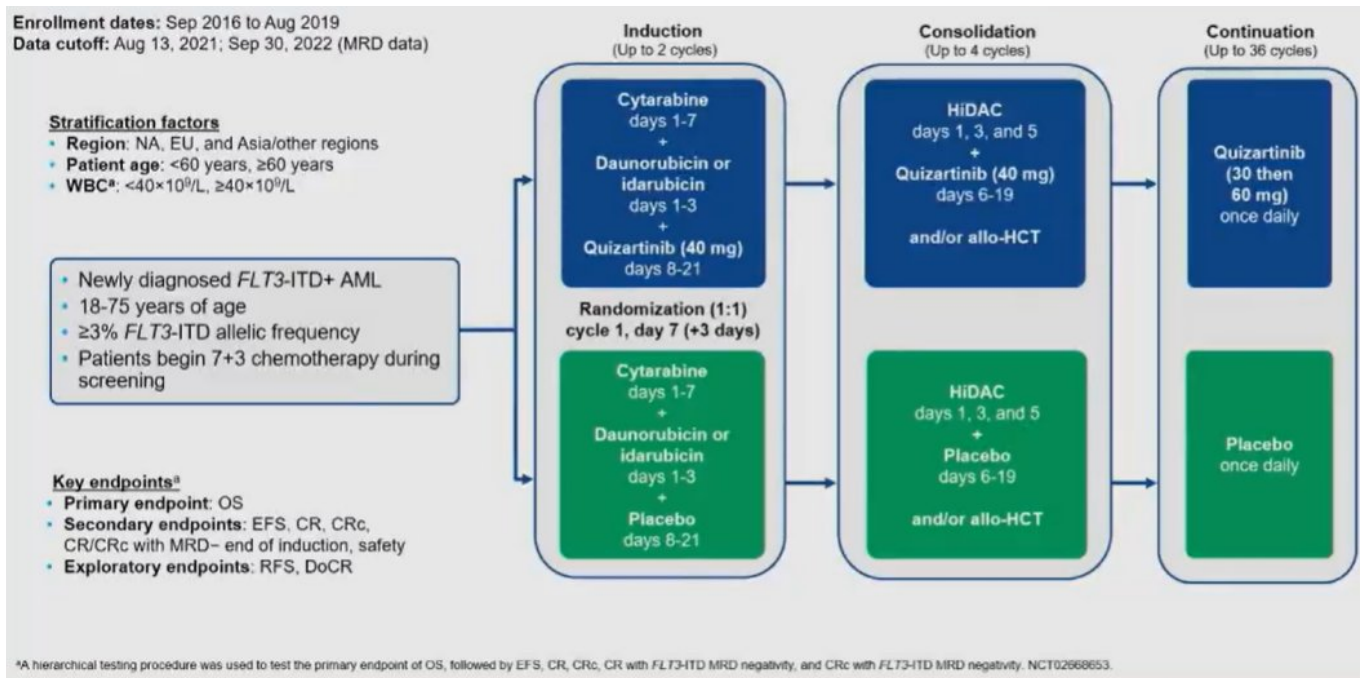 Enrollment dates: Sep 2016 to Aug 2019
Data cutoff: Aug 13, 2021; Sep 30, 2022 (MRD data)
Stratification factors
• Region: NA, EU, and Asia/other regions
• Patient age: <60 years, ≥60 years
• WBCᵃ: <40×10⁹/L, ≥40×10⁹/L
• Newly diagnosed FLT3-ITD+ AML
• 18-75 years of age
• ≥3% FLT3-ITD allelic frequency
• Patients begin 7+3 chemotherapy during
screening
Key endpointsᵃ
• Primary endpoint: OS
• Secondary endpoints: EFS, CR, CRc,
CR/CRc with MRD− end of induction, safety
• Exploratory endpoints: RFS, DoCR
Induction
(Up to 2 cycles)
Cytarabine
days 1-7
+
Daunorubicin or
idarubicin
days 1-3
+
Quizartinib (40 mg)
days 8-21
Randomization (1:1)
cycle 1, day 7 (+3 days)
Cytarabine
days 1-7
+
Daunorubicin or
idarubicin
days 1-3
+
Placebo
days 8-21
Consolidation
(Up to 4 cycles)
HiDAC
days 1, 3, and 5
+
Quizartinib (40 mg)
days 6-19
and/or allo-HCT
HiDAC
days 1, 3, and 5
+
Placebo
days 6-19
and/or allo-HCT
Continuation
(Up to 36 cycles)
Quizartinib
(30 then
60 mg)
once daily
Placebo
once daily
ᵃA hierarchical testing procedure was used to test the primary endpoint of OS, followed by EFS, CR, CRc, CR with FLT3-ITD MRD negativity, and CRc with FLT3-ITD MRD negativity. NCT02668653.